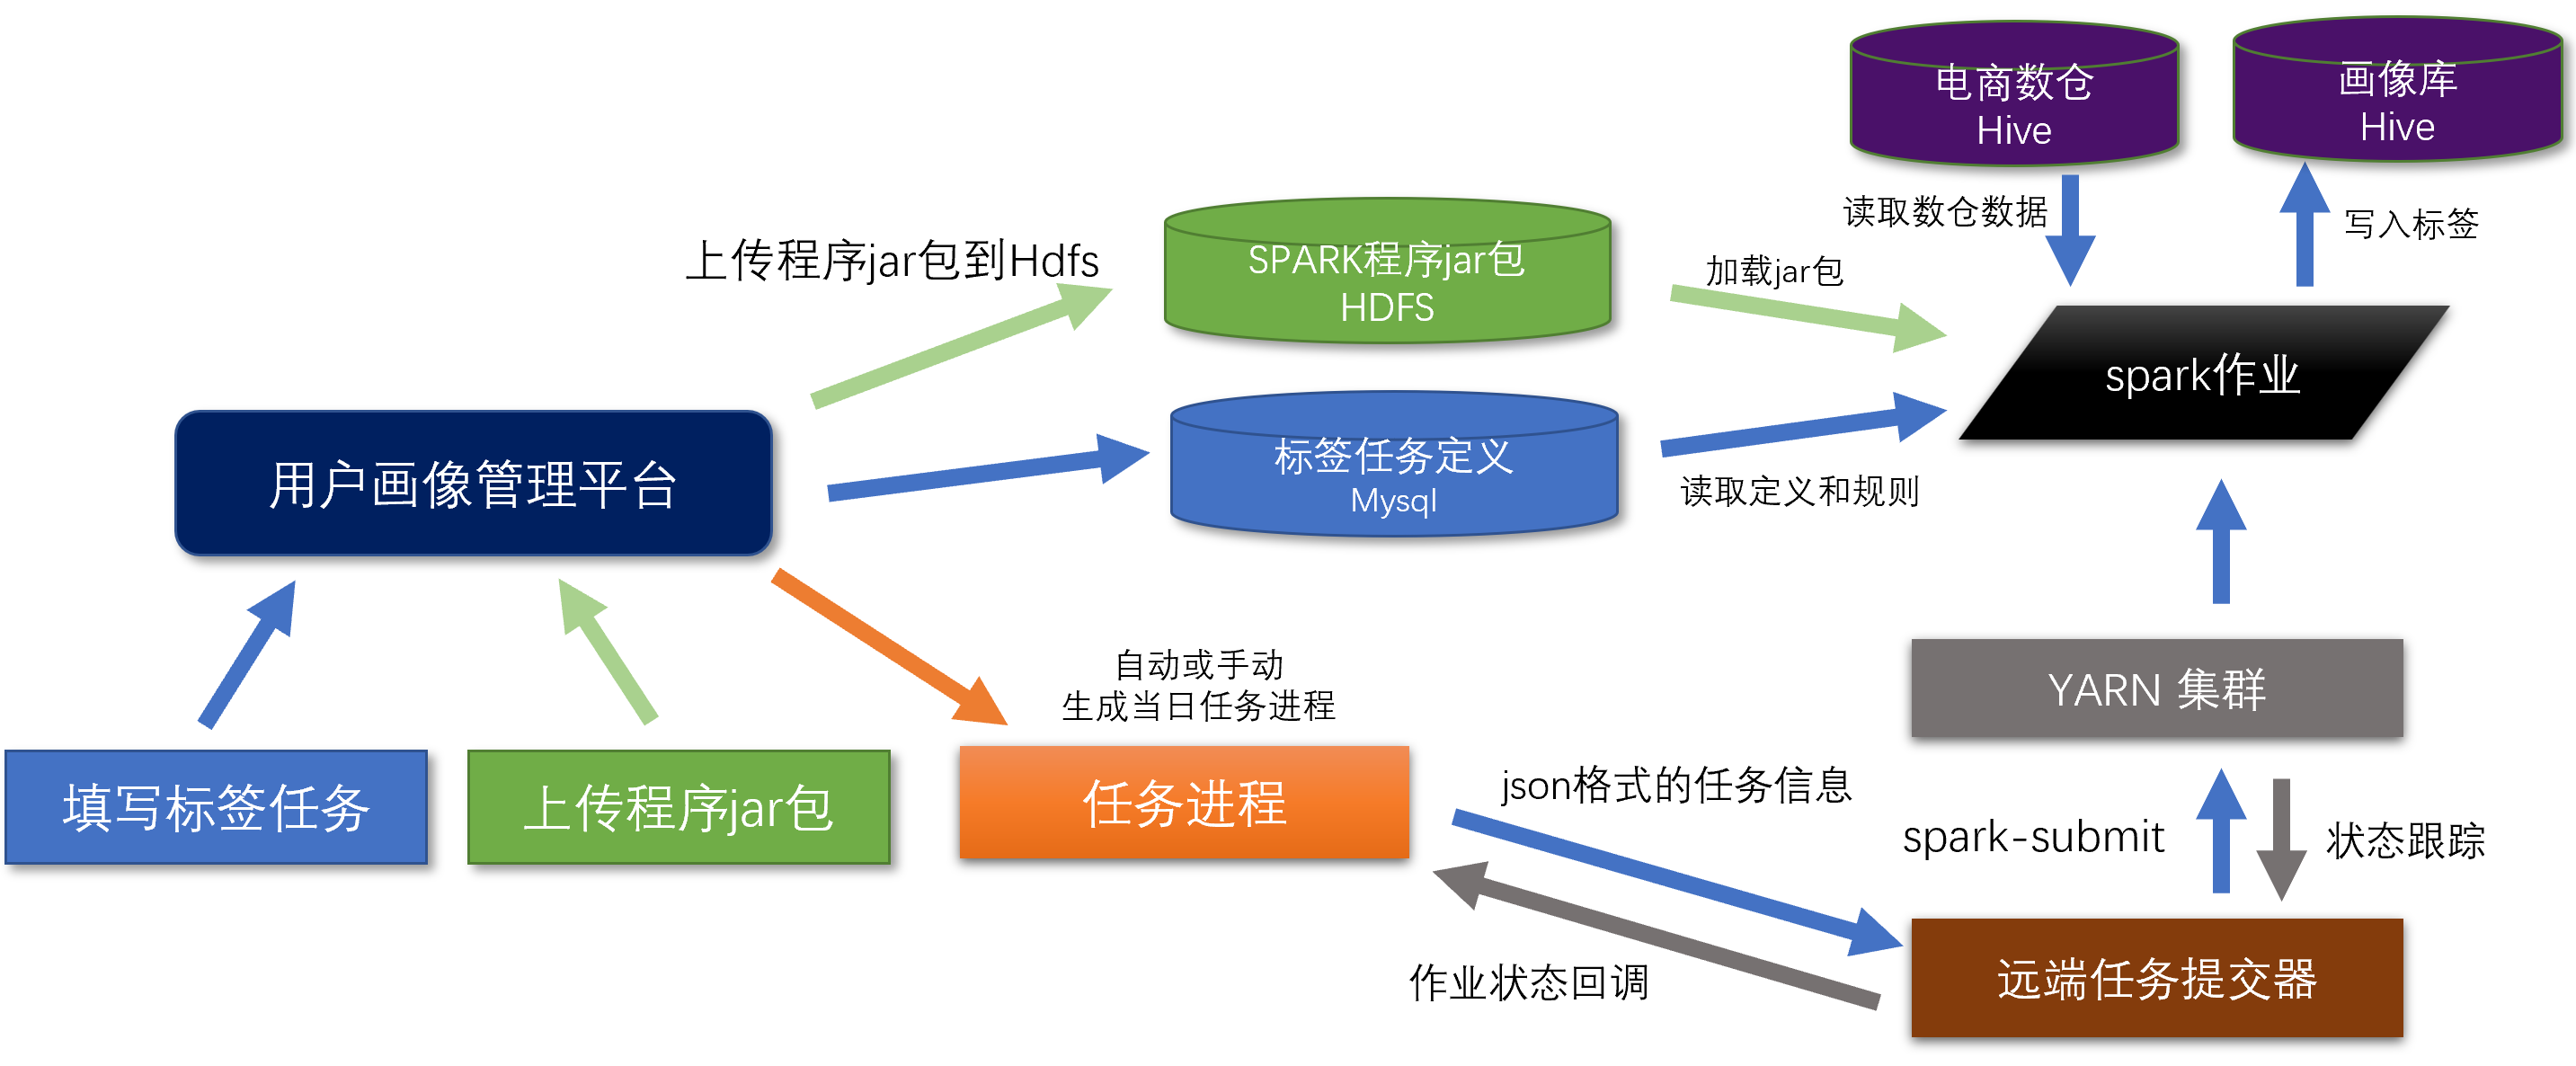 电商数仓
Hive
画像库
Hive
读取数仓数据
写入标签
上传程序jar包到Hdfs
SPARK程序jar包
HDFS
加载jar包
spark作业
标签任务定义
Mysql
读取定义和规则
用户画像管理平台
自动或手动
生成当日任务进程
YARN 集群
填写标签任务
上传程序jar包
任务进程
json格式的任务信息
spark-submit
状态跟踪
作业状态回调
远端任务提交器